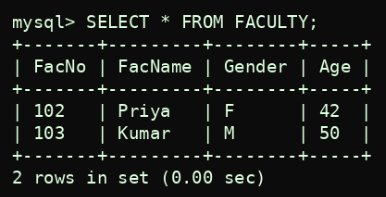 mysql> SELECT * FROM FACULTY;
+-------+---------+--------+-----+
| FacNo | FacName | Gender | Age |
+-------+---------+--------+-----+
| 102   | Priya   | F      | 42  |
| 103   | Kumar   | M      | 50  |
+-------+---------+--------+-----+
2 rows in set (0.00 sec)